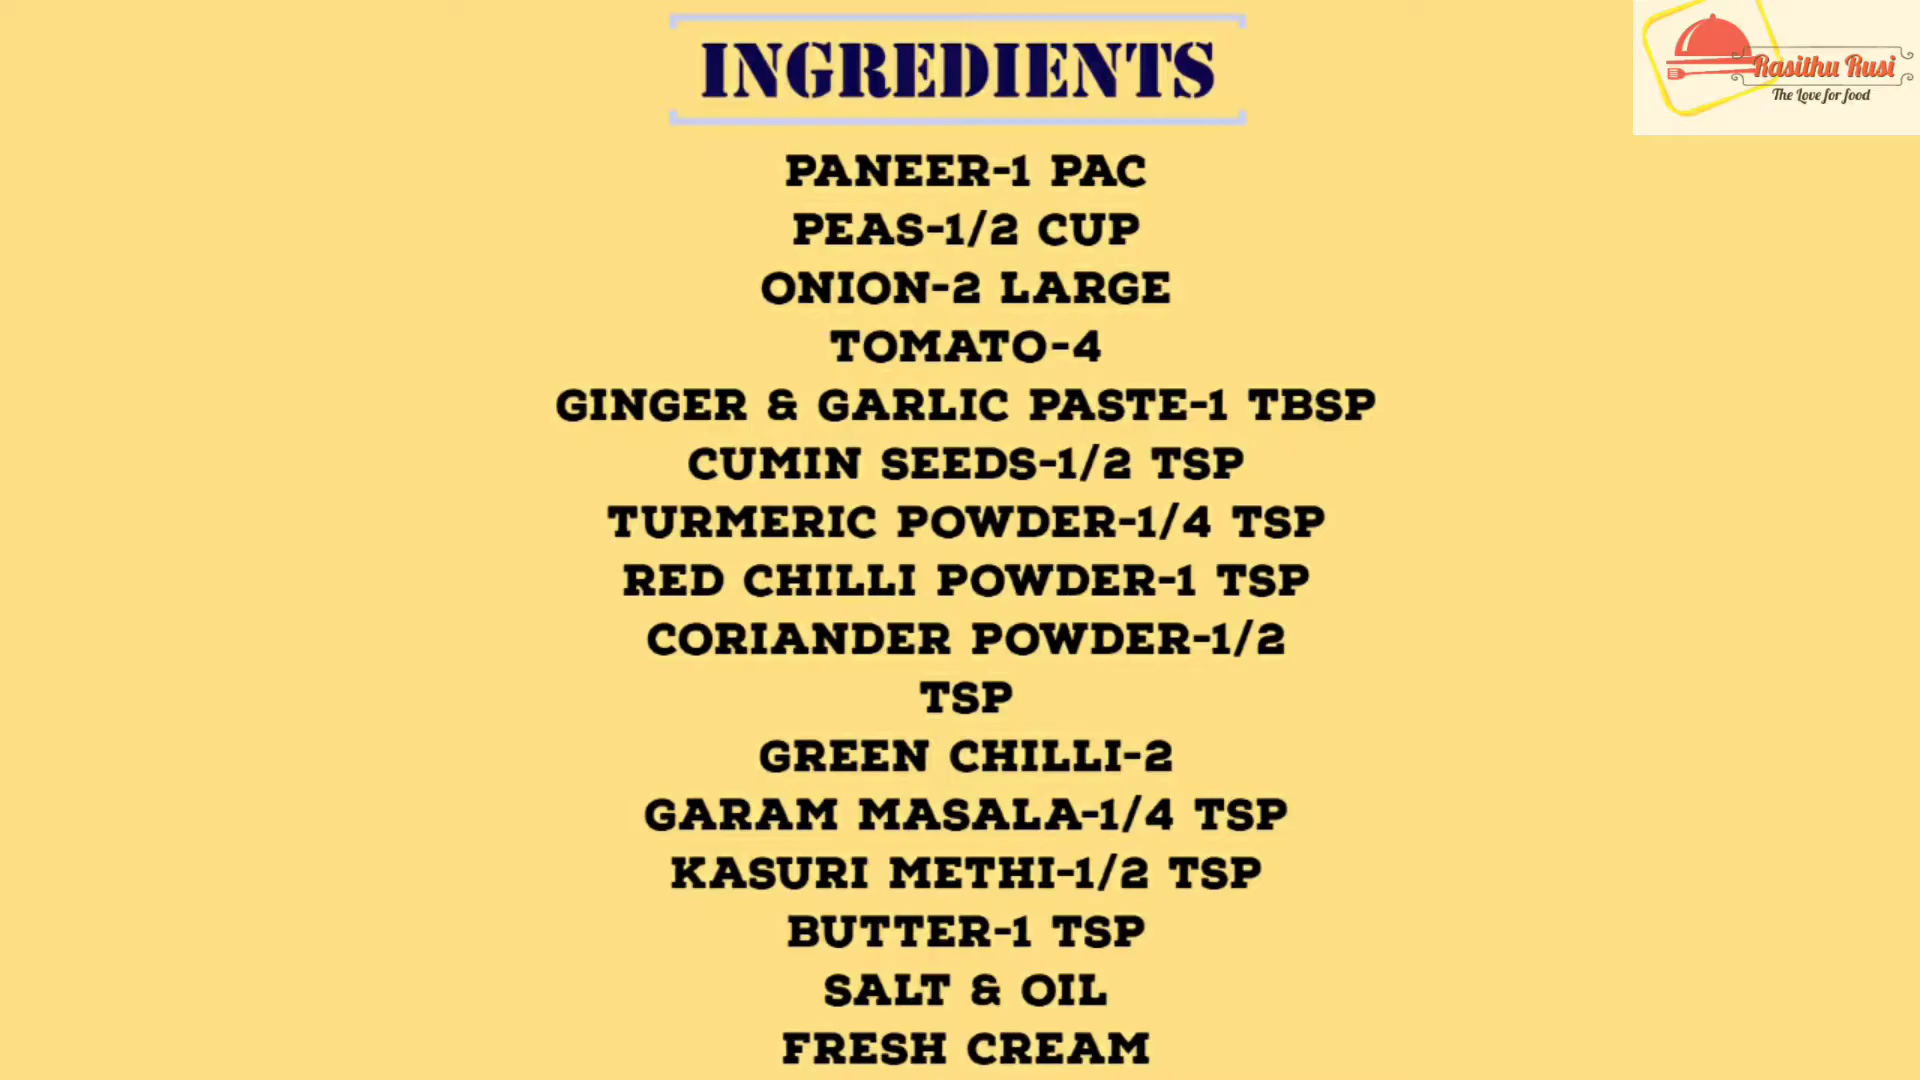 INGREDIENTS
Rasithu Rusi
The Love for food
PANEER-1 PAC
PEAS-1/2 CUP
ONION-2 LARGE
TOMATO-4
GINGER & GARLIC PASTE-1 TBSP
CUMIN SEEDS-1/2 TSP
TURMERIC POWDER-1/4 TSP
RED CHILLI POWDER-1 TSP
CORIANDER POWDER-1/2
TSP
GREEN CHILLI-2
GARAM MASALA-1/4 TSP
KASURI METHI-1/2 TSP
BUTTER-1 TSP
SALT & OIL
FRESH CREAM